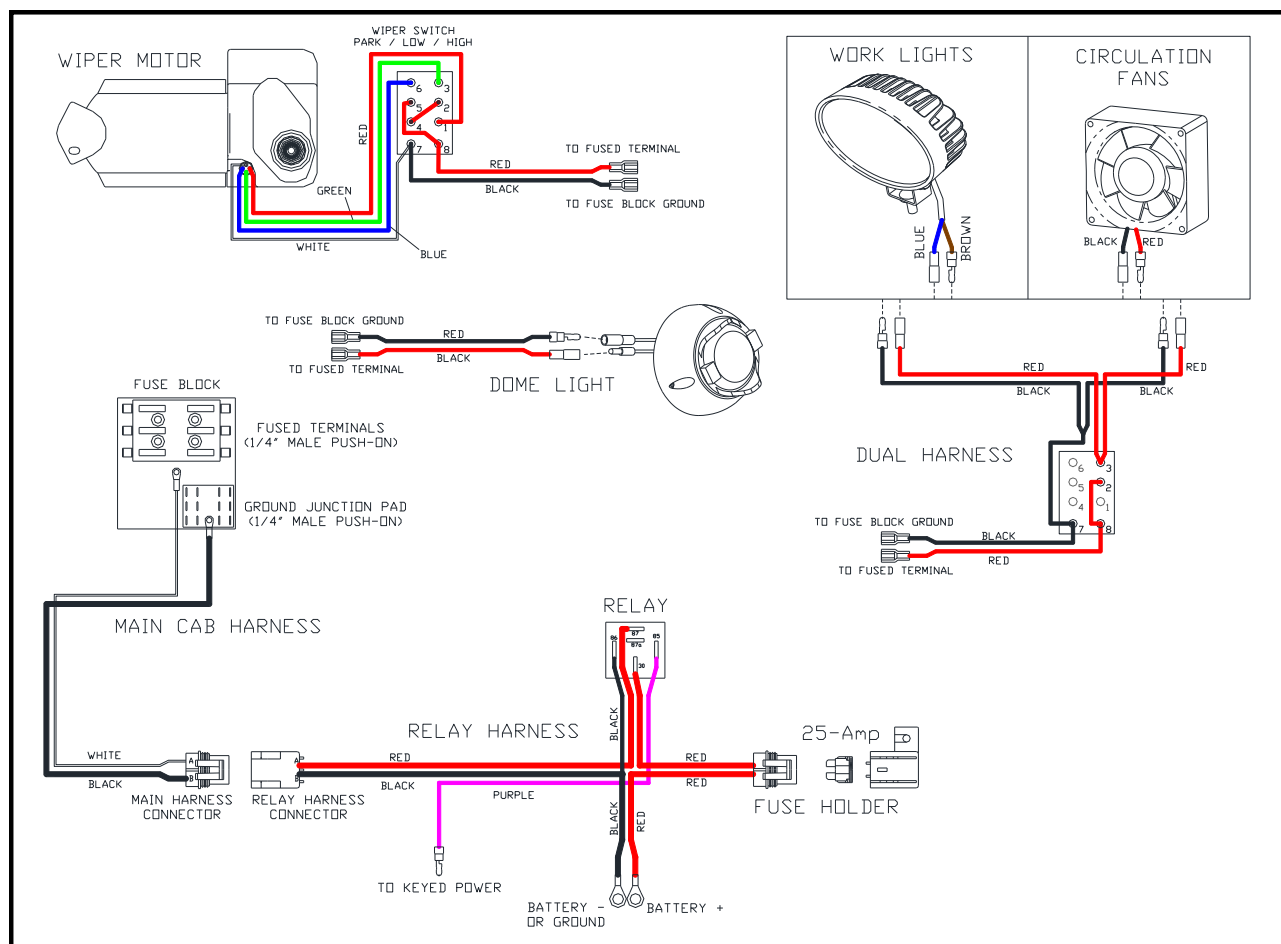 WIPER MOTOR
WIPER SWITCH
PARK / LOW / HIGH
6
3
5
2
4
1
7
8
RED
GREEN
WHITE
BLUE
RED
BLACK
TO FUSED TERMINAL
TO FUSE BLOCK GROUND
WORK LIGHTS
BLUE
BROWN
CIRCULATION
FANS
BLACK
RED
TO FUSE BLOCK GROUND
TO FUSED TERMINAL
RED
BLACK
DOME LIGHT
RED
BLACK
RED
BLACK
DUAL HARNESS
6
3
5
2
4
1
7
8
TO FUSE BLOCK GROUND
TO FUSED TERMINAL
BLACK
RED
FUSE BLOCK
FUSED TERMINALS
(1/4" MALE PUSH-ON)
GROUND JUNCTION PAD
(1/4" MALE PUSH-ON)
MAIN CAB HARNESS
WHITE
BLACK
A
B
MAIN HARNESS
CONNECTOR
RELAY HARNESS
CONNECTOR
A
B
RELAY HARNESS
RED
BLACK
PURPLE
TO KEYED POWER
RELAY
86
87
85
87a
30
BLACK
BLACK
RED
BATTERY -
OR GROUND
BATTERY +
RED
RED
25-Amp
FUSE HOLDER